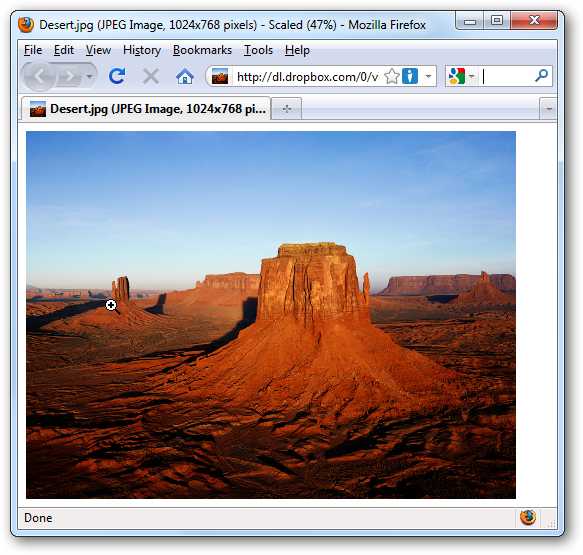 Desert.jpg (JPEG Image, 1024x768 pixels) - Scaled (47%) - Mozilla Firefox
File Edit View History Bookmarks Tools Help
http://dl.dropbox.com/0/v
Desert.jpg (JPEG Image, 1024x768 pi...
Done